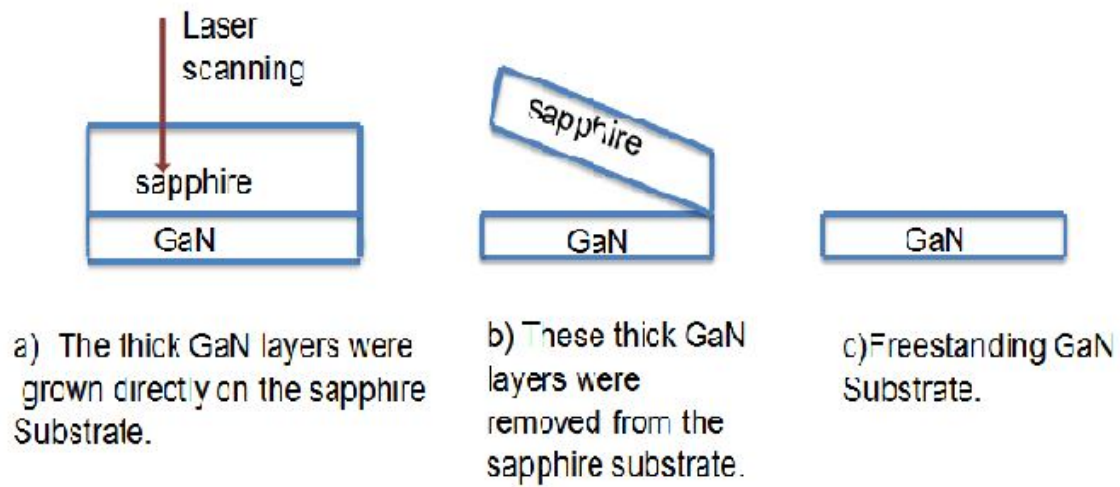 Laser
scanning
sapphire
GaN
sapphire
GaN
GaN
a) The thick GaN layers were
grown directly on the sapphire
Substrate.
b) These thick GaN
layers were
removed from the
sapphire substrate.
c)Freestanding GaN
Substrate.